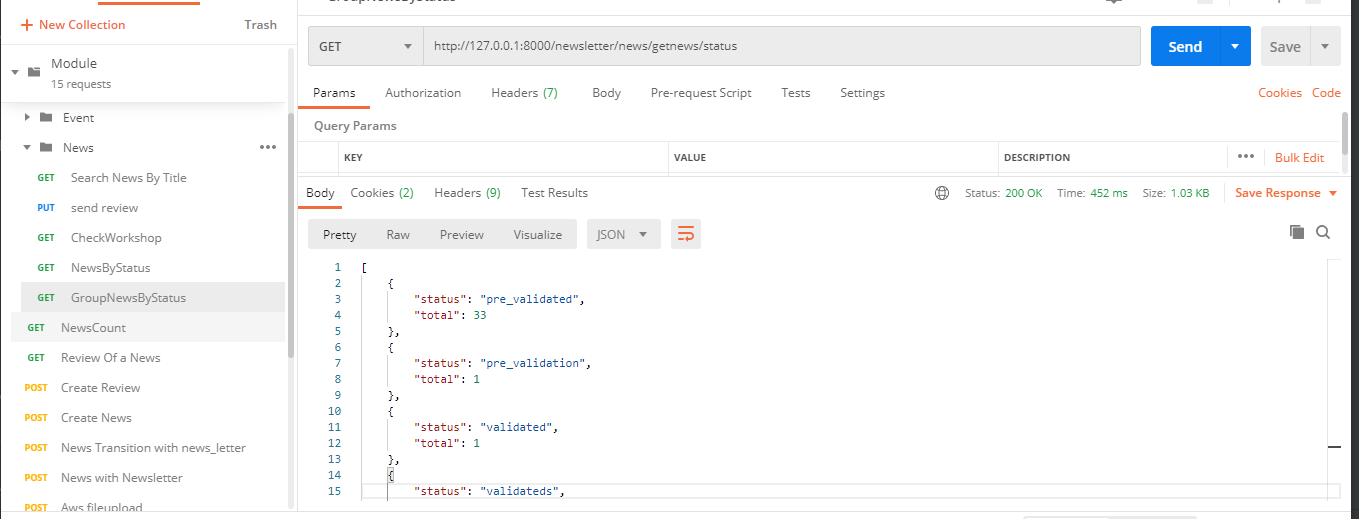 New Collection
Trash
Module
15 requests
Event
News
GET Search News By Title
PUT send review
GET CheckWorkshop
GET NewsByStatus
GET GroupNewsByStatus
GET NewsCount
GET Review Of a News
POST Create Review
POST Create News
POST News Transition with news_letter
POST News with Newsletter
POST Aws fileupload
GroupNewsByStatus
GET http://127.0.0.1:8000/newsletter/news/getnews/status Send Save
Params Authorization Headers (7) Body Pre-request Script Tests Settings Cookies Code
Query Params
KEY VALUE DESCRIPTION Bulk Edit
Body Cookies (2) Headers (9) Test Results Status: 200 OK Time: 452 ms Size: 1.03 KB Save Response
Pretty Raw Preview Visualize JSON
1 [
2 {
3 "status": "pre_validated",
4 "total": 33
5 },
6 {
7 "status": "pre_validation",
8 "total": 1
9 },
10 {
11 "status": "validated",
12 "total": 1
13 },
14 {
15 "status": "validateds",